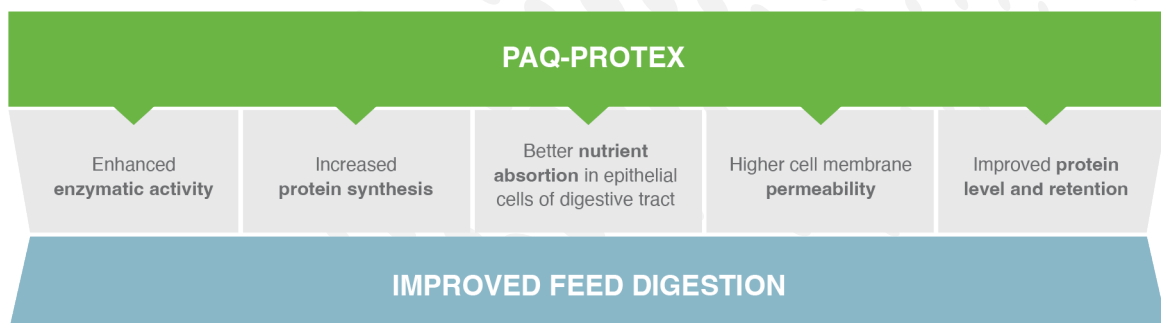 PAQ-PROTEX
Enhanced
enzymatic activity
Increased
protein synthesis
Better nutrient
absortion in epithelial
cells of digestive tract
Higher cell membrane
permeability
Improved protein
level and retention
IMPROVED FEED DIGESTION